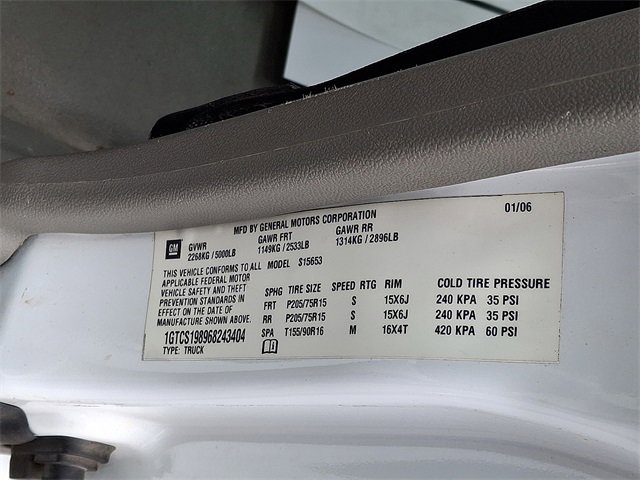 MFD BY GENERAL MOTORS CORPORATION 01/06
GM GVWR GAWR FRT GAWR RR
2268KG / 5000LB 1149KG / 2533LB 1314KG / 2896LB
THIS VEHICLE CONFORMS TO ALL MODEL S15653
APPLICABLE FEDERAL MOTOR
VEHICLE SAFETY AND THEFT
PREVENTION STANDARDS IN
EFFECT ON THE DATE OF
MANUFACTURE SHOWN ABOVE.
1GTCS198968243404
TYPE: TRUCK
SPHG TIRE SIZE SPEED RTG RIM COLD TIRE PRESSURE
FRT P205/75R15 S 15X6J 240 KPA 35 PSI
RR P205/75R15 S 15X6J 240 KPA 35 PSI
SPA T155/90R16 M 16X4T 420 KPA 60 PSI